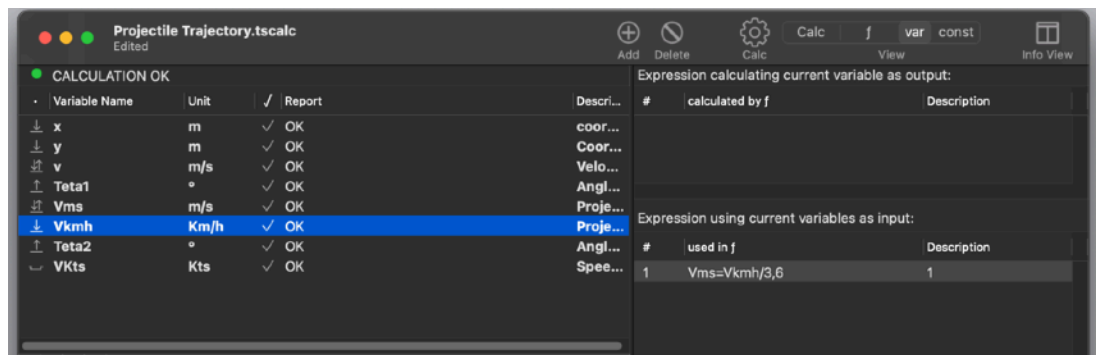 Projectile Trajectory.tscalc
Edited
Add
Delete
Calc
Calc ƒ var const
View
Info View
CALCULATION OK
Variable Name Unit ✓ Report Descri...
x m ✓ OK coor...
y m ✓ OK Coor...
v m/s ✓ OK Velo...
Teta1 º ✓ OK Angl...
Vms m/s ✓ OK Proje...
Vkmh Km/h ✓ OK Proje...
Teta2 º ✓ OK Angl...
VKts Kts ✓ OK Spee...
Expression calculating current variable as output:
# calculated by ƒ Description
Expression using current variables as input:
# used in ƒ Description
1 Vms=Vkmh/3,6 1